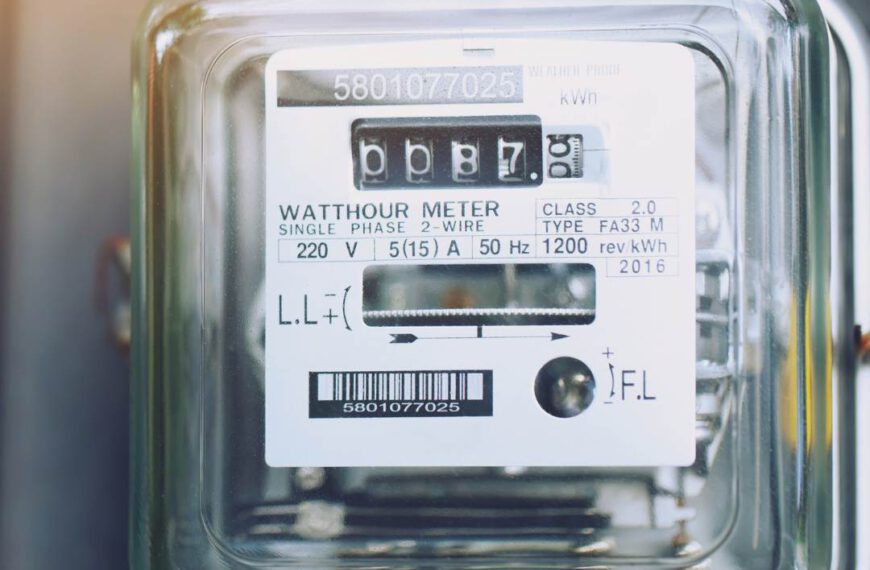 5801077025
WEATHER PROOF
kWh
0087.
WATTHOUR METER
SINGLE PHASE 2-WIRE
220 V 5(15) A 50 Hz
CLASS 2.0
TYPE FA33 M
1200 rev/kWh
2016
L.L
−
+
+
−
F.L
5801077025